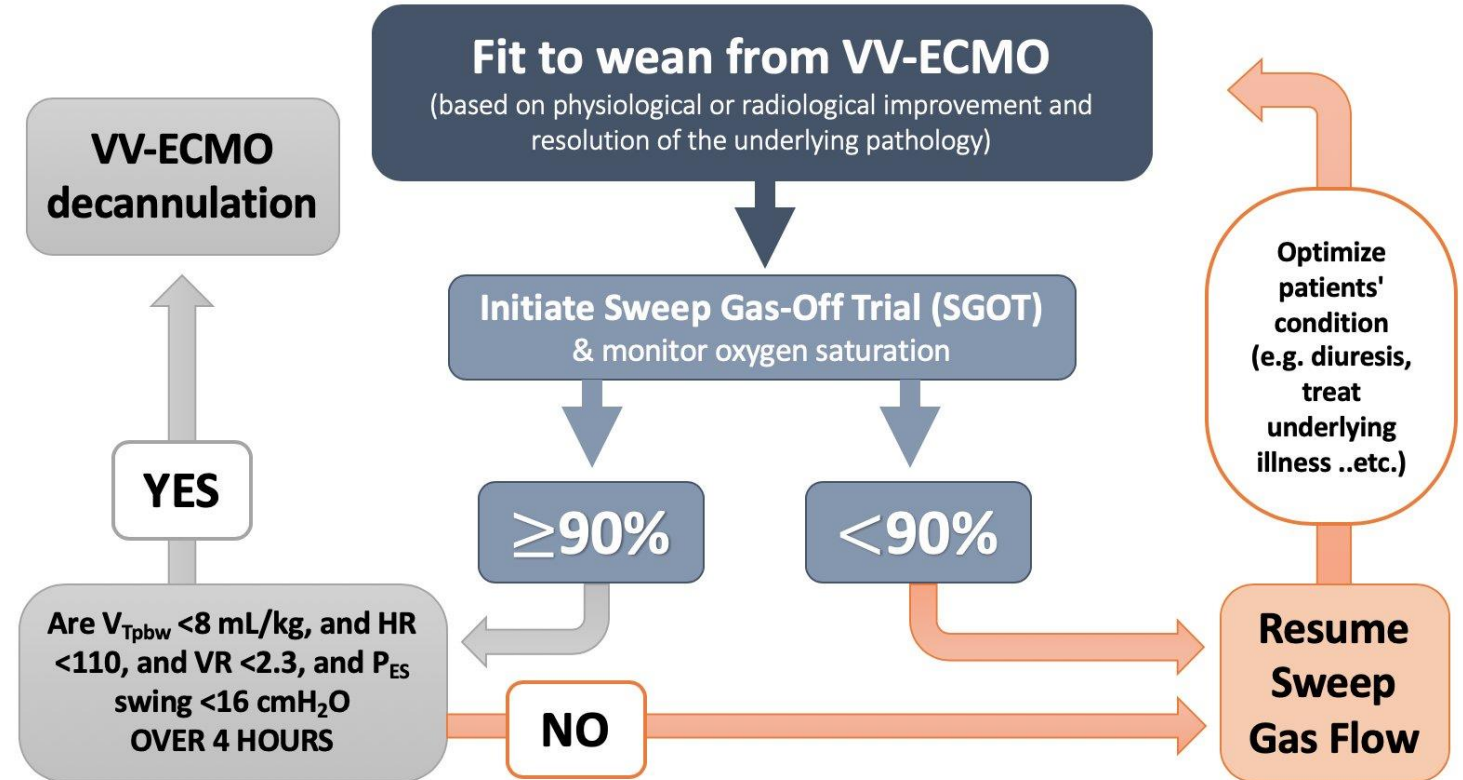 Fit to wean from VV-ECMO
(based on physiological or radiological improvement and
resolution of the underlying pathology)
VV-ECMO
decannulation
Initiate Sweep Gas-Off Trial (SGOT)
& monitor oxygen saturation
Optimize
patients'
condition
(e.g. diuresis,
treat
underlying
illness ..etc.)
YES
≥90%
<90%
Are VTpbw <8 mL/kg, and HR
<110, and VR <2.3, and PES
swing <16 cmH2O
OVER 4 HOURS
NO
Resume
Sweep
Gas Flow